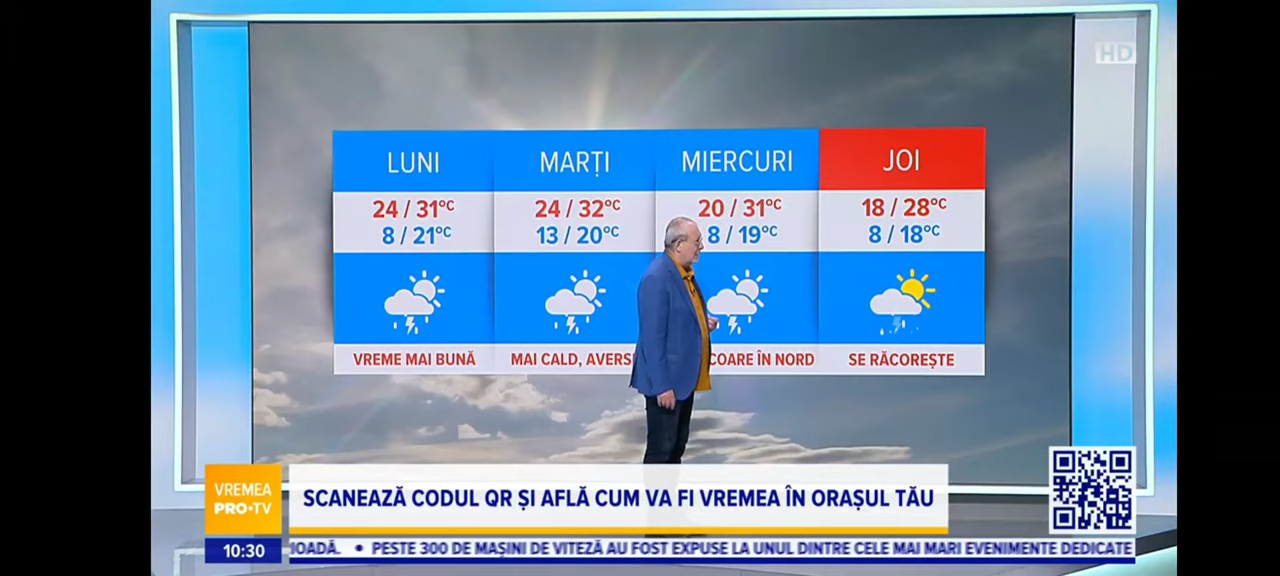 HD
LUNI
24 / 31°C
8 / 21°C
VREME MAI BUNĂ
MARȚI
24 / 32°C
13 / 20°C
MAI CALD,
MIERCURI
20 / 31°C
8 / 19°C
ÎN NORD
JOI
18 / 28°C
8 / 18°C
SE RĂCOREȘTE
VREMEA
PRO•TV
SCANEAZĂ CODUL QR ȘI AFLĂ CUM VA FI VREMEA ÎN ORAȘUL TĂU
10:30
• PESTE 300 DE MAȘINI DE VITEZĂ AU FOST EXPUSE LA UNUL DINTRE CELE MAI MARI EVENIMENTE DEDICATE